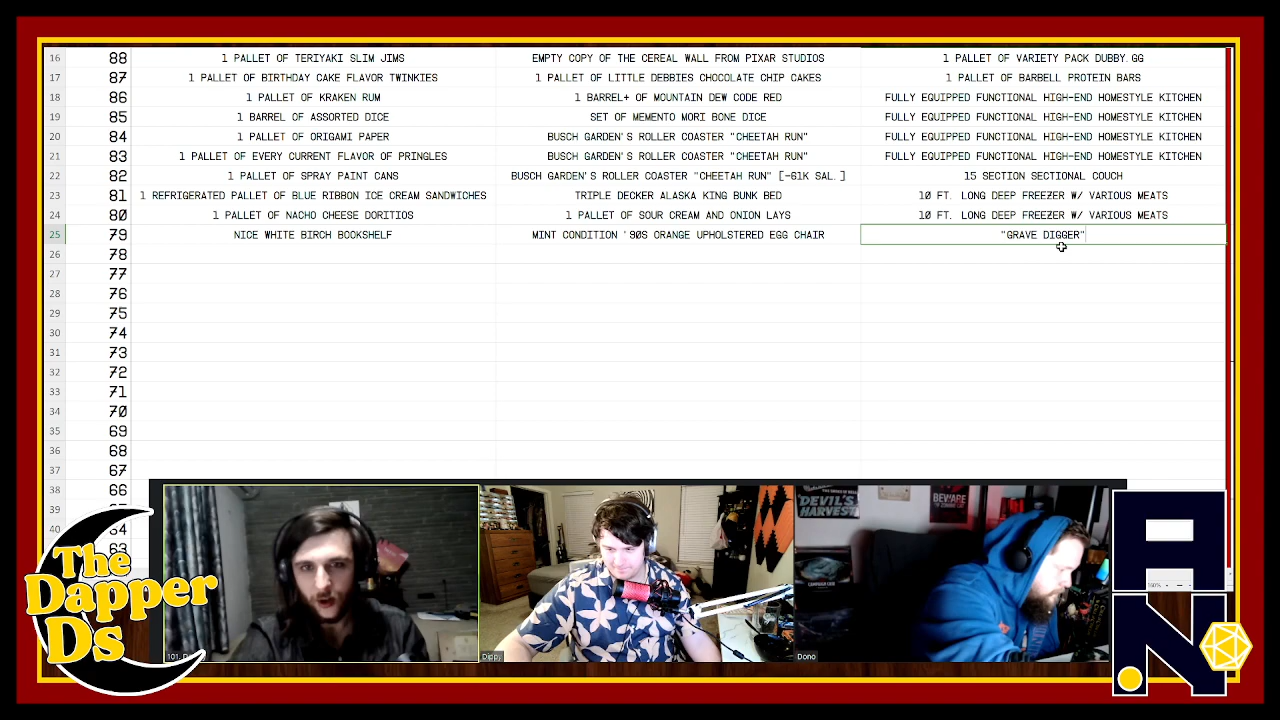 16 88 1 PALLET OF TERIYAKI SLIM JIMS EMPTY COPY OF THE CEREAL WALL FROM PIXAR STUDIOS 1 PALLET OF VARIETY PACK DUBBY.GG
17 87 1 PALLET OF BIRTHDAY CAKE FLAVOR TWINKIES 1 PALLET OF LITTLE DEBBIES CHOCOLATE CHIP CAKES 1 PALLET OF BARBELL PROTEIN BARS
18 86 1 PALLET OF KRAKEN RUM 1 BARREL+ OF MOUNTAIN DEW CODE RED FULLY EQUIPPED FUNCTIONAL HIGH-END HOMESTYLE KITCHEN
19 85 1 BARREL OF ASSORTED DICE SET OF MEMENTO MORI BONE DICE FULLY EQUIPPED FUNCTIONAL HIGH-END HOMESTYLE KITCHEN
20 84 1 PALLET OF ORIGAMI PAPER BUSCH GARDEN'S ROLLER COASTER "CHEETAH RUN" FULLY EQUIPPED FUNCTIONAL HIGH-END HOMESTYLE KITCHEN
21 83 1 PALLET OF EVERY CURRENT FLAVOR OF PRINGLES BUSCH GARDEN'S ROLLER COASTER "CHEETAH RUN" FULLY EQUIPPED FUNCTIONAL HIGH-END HOMESTYLE KITCHEN
22 82 1 PALLET OF SPRAY PAINT CANS BUSCH GARDEN'S ROLLER COASTER "CHEETAH RUN" [-61K SAL.] 15 SECTION SECTIONAL COUCH
23 81 1 REFRIGERATED PALLET OF BLUE RIBBON ICE CREAM SANDWICHES TRIPLE DECKER ALASKA KING BUNK BED 10 FT. LONG DEEP FREEZER W/ VARIOUS MEATS
24 80 1 PALLET OF NACHO CHEESE DORITIOS 1 PALLET OF SOUR CREAM AND ONION LAYS 10 FT. LONG DEEP FREEZER W/ VARIOUS MEATS
25 79 NICE WHITE BIRCH BOOKSHELF MINT CONDITION '90S ORANGE UPHOLSTERED EGG CHAIR "GRAVE DIGGER"
26 78
27 77
28 76
29 75
30 74
31 73
32 72
33 71
34 70
35 69
36 68
37 67
38 66
39
40
The
Dapper
Ds
DEVIL'S
HARVEST
BEWARE
Dono
A
N